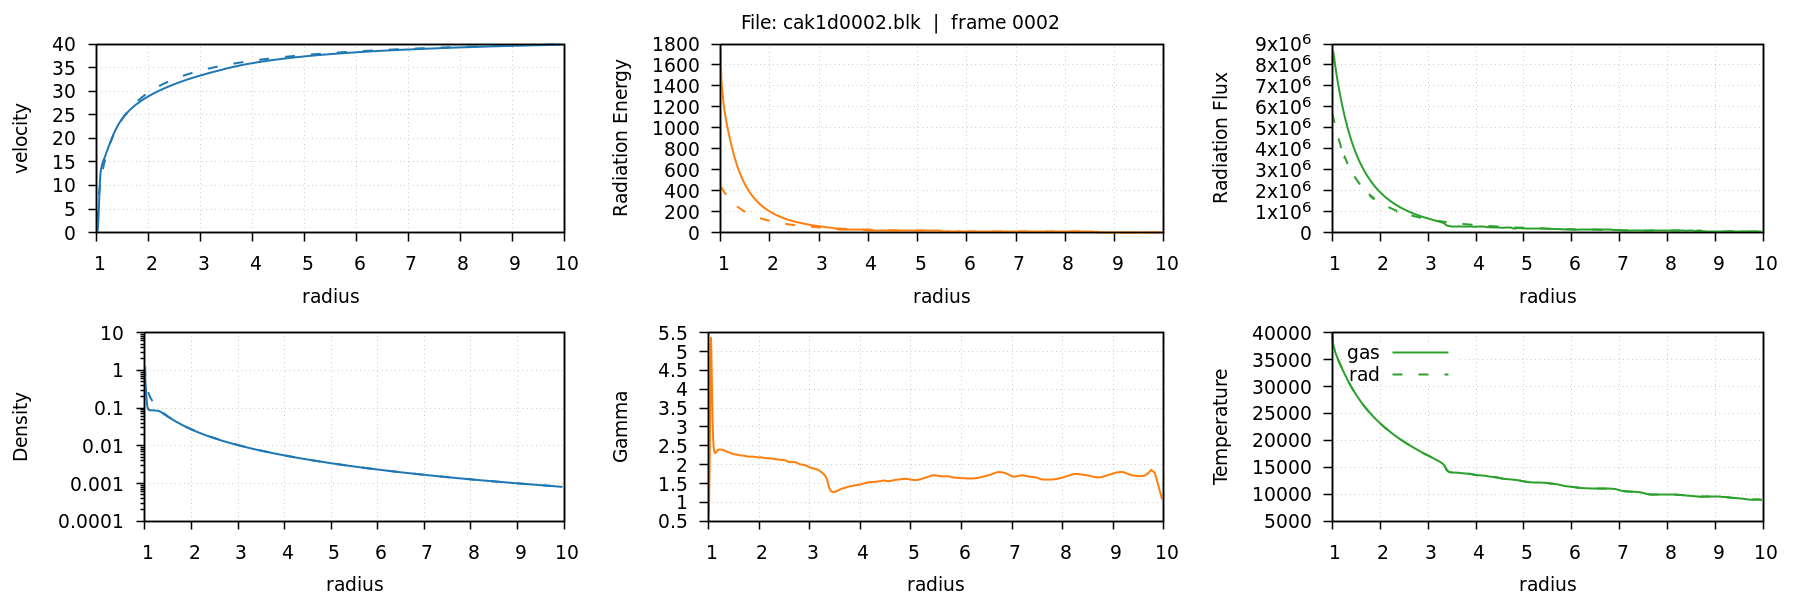 File: cak1d0002.blk | frame 0002
velocity
40
35
30
25
20
15
10
5
0
1 2 3 4 5 6 7 8 9 10
radius
Radiation Energy
1800
1600
1400
1200
1000
800
600
400
200
0
1 2 3 4 5 6 7 8 9 10
radius
Radiation Flux
9x10⁶
8x10⁶
7x10⁶
6x10⁶
5x10⁶
4x10⁶
3x10⁶
2x10⁶
1x10⁶
0
1 2 3 4 5 6 7 8 9 10
radius
Density
10
1
0.1
0.01
0.001
0.0001
1 2 3 4 5 6 7 8 9 10
radius
Gamma
5.5
5
4.5
4
3.5
3
2.5
2
1.5
1
0.5
1 2 3 4 5 6 7 8 9 10
radius
Temperature
40000
35000
30000
25000
20000
15000
10000
5000
gas
rad
1 2 3 4 5 6 7 8 9 10
radius